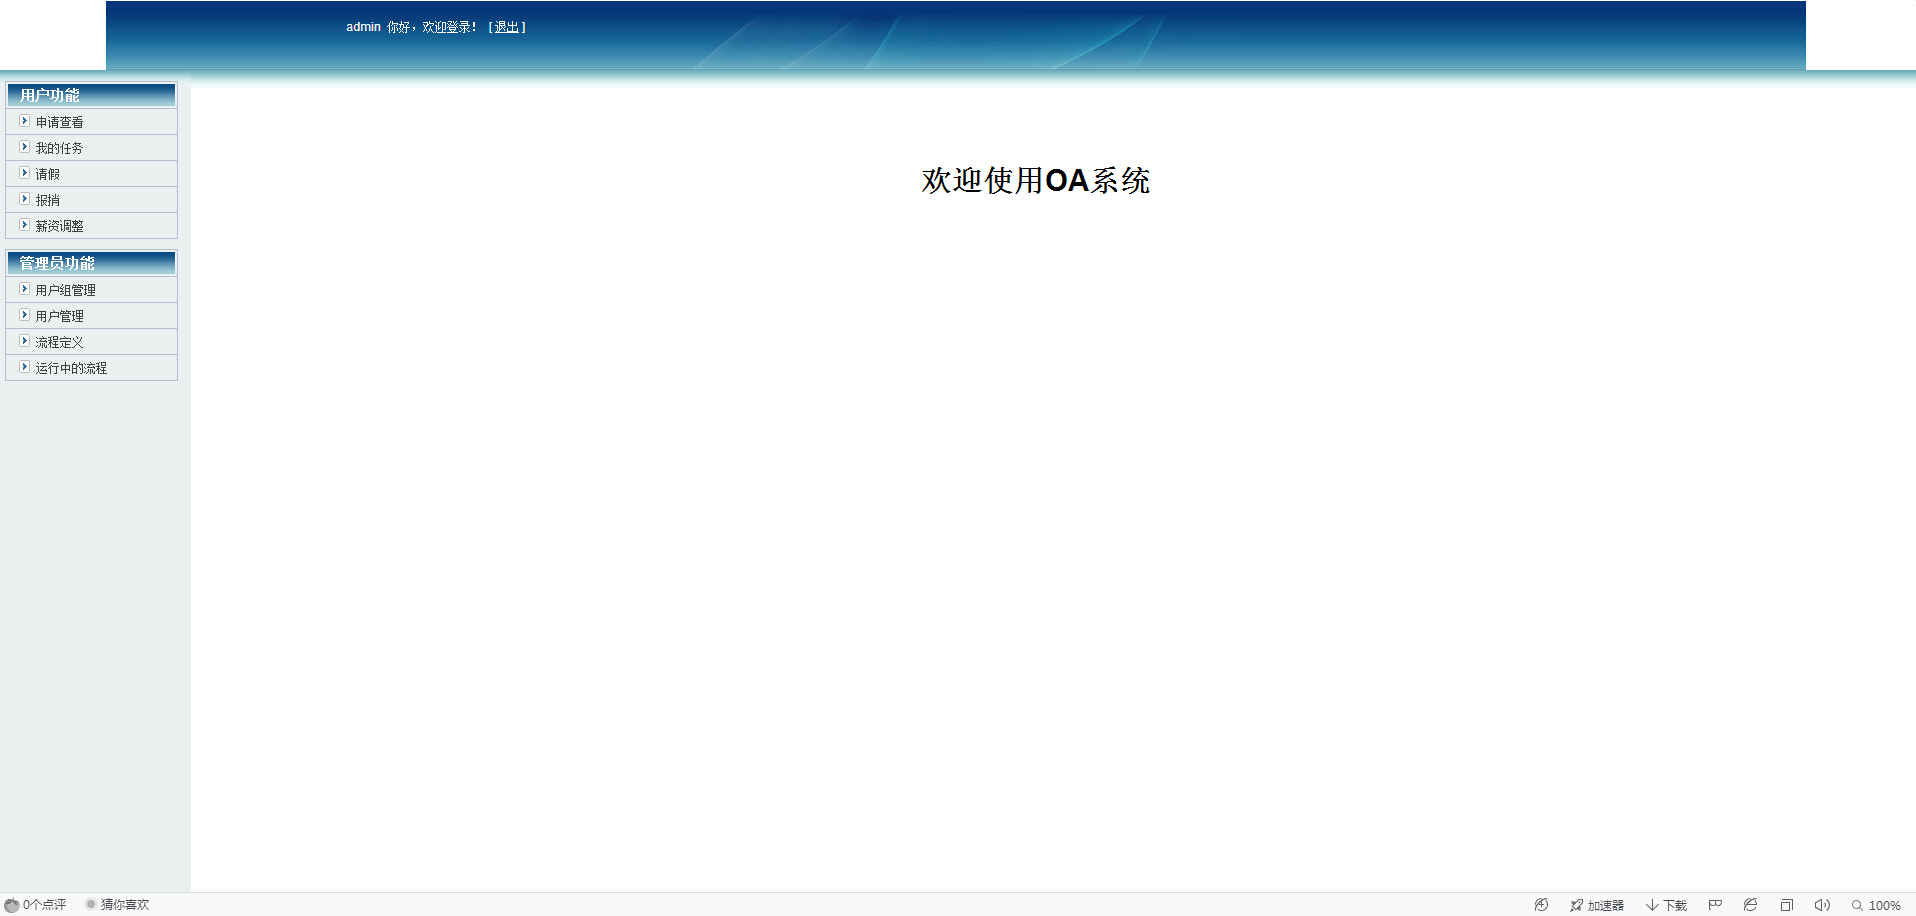 admin 你好，欢迎登录！ [退出]
用户功能
申请查看
我的任务
请假
报销
薪资调整
管理员功能
用户组管理
用户管理
流程定义
运行中的流程
欢迎使用OA系统
0个点评 猜你喜欢 加速器 下载 100%